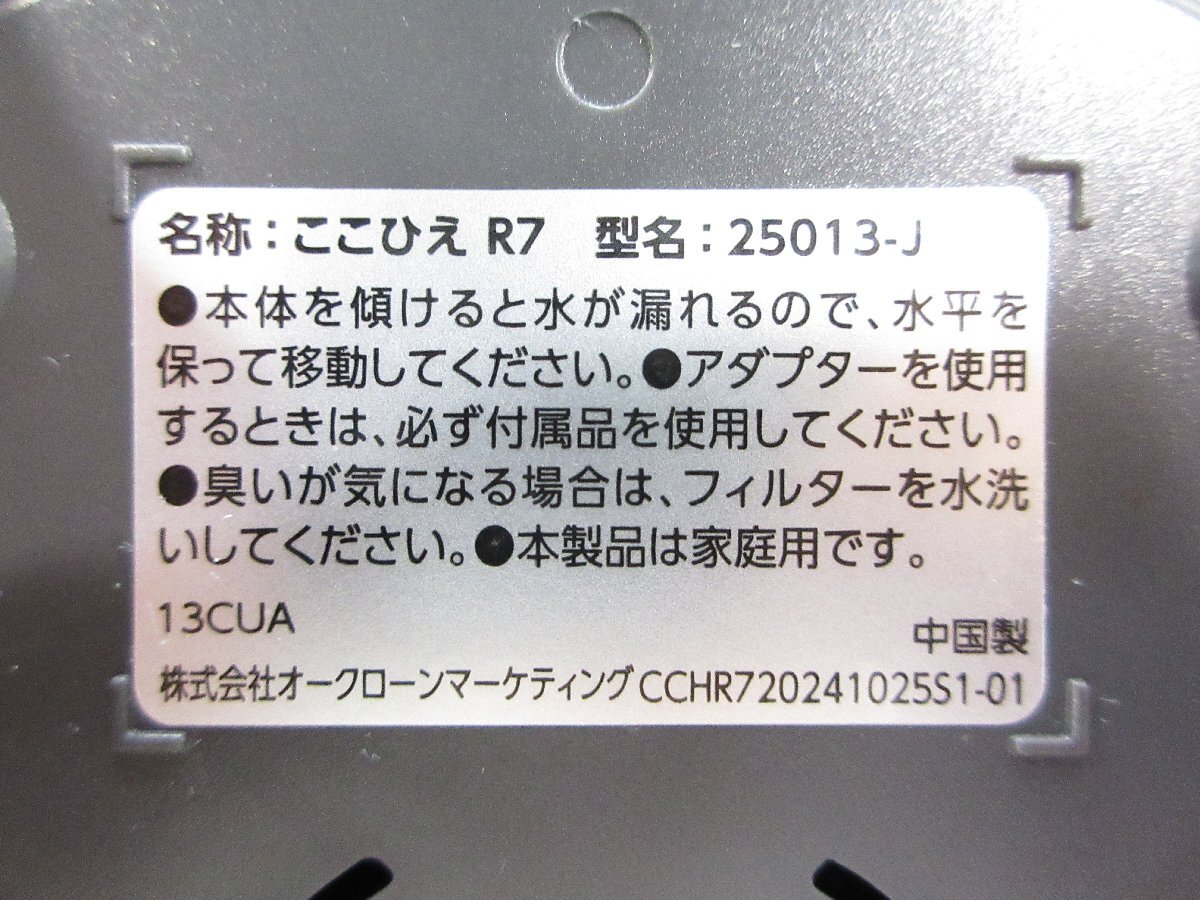 名称：ここひえ R7　型名：25013-J
●本体を傾けると水が漏れるので、水平を
保って移動してください。●アダプターを使用
するときは、必ず付属品を使用してください。
●臭いが気になる場合は、フィルターを水洗
いしてください。●本製品は家庭用です。
13CUA
中国製
株式会社オークローンマーケティング CCHR720241025S1-01